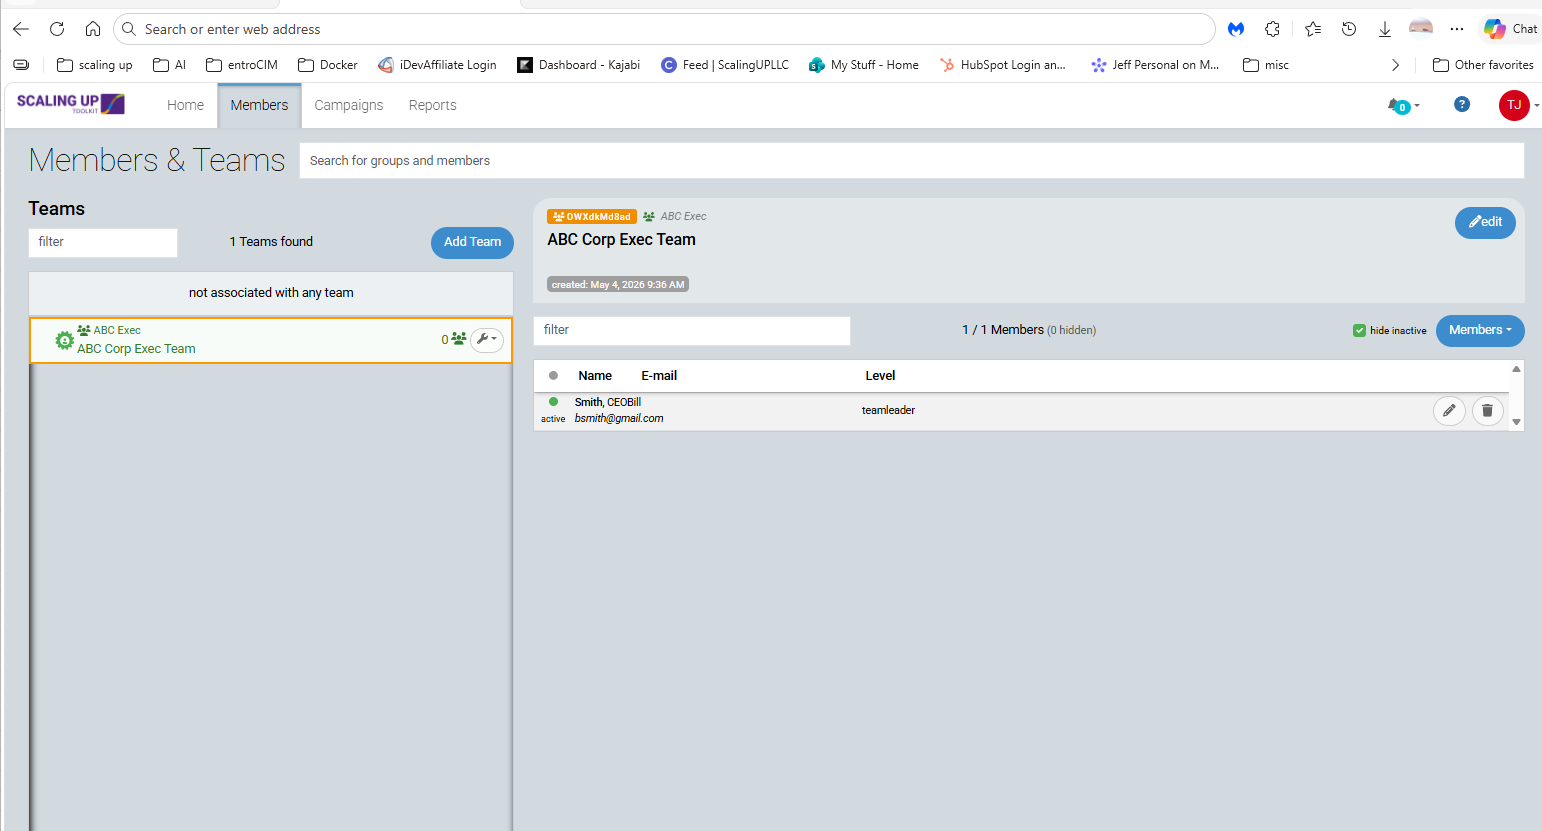 Search or enter web address
Chat
scaling up
AI
entroCIM
Docker
iDevAffiliate Login
Dashboard - Kajabi
C Feed | ScalingUPLLC
My Stuff - Home
HubSpot Login an...
Jeff Personal on M...
misc
Other favorites
SCALING UP
TOOLKIT
Home
Members
Campaigns
Reports
0
?
TJ
Members & Teams
Search for groups and members
Teams
filter
1 Teams found
Add Team
not associated with any team
ABC Exec
ABC Corp Exec Team
0
OWXdkMd8ad
ABC Exec
edit
ABC Corp Exec Team
created: May 4, 2026 9:36 AM
filter
1 / 1 Members (0 hidden)
hide inactive
Members
Name E-mail Level
Smith, CEOBill
active
bsmith@gmail.com
teamleader